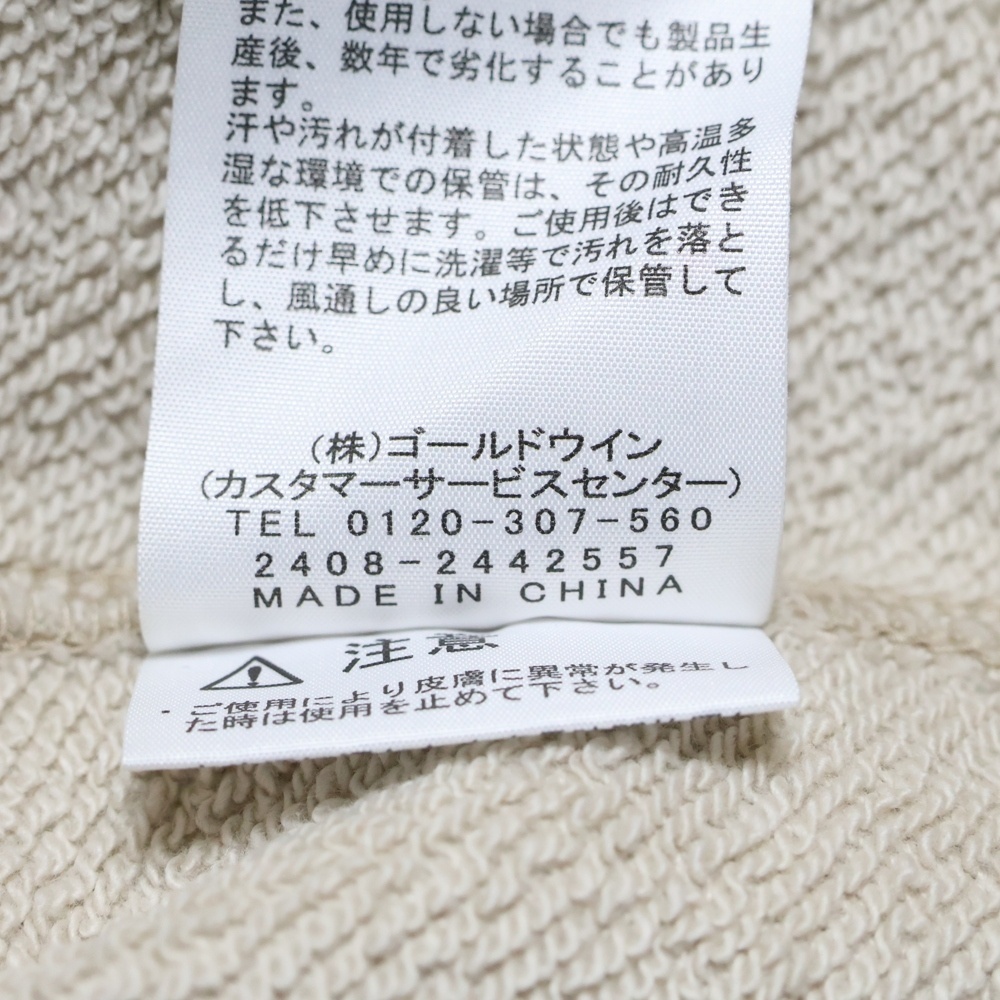 また、使用しない場合でも製品生
産後、数年で劣化することがあり
ます。
汗や汚れが付着した状態や高温多
湿な環境での保管は、その耐久性
を低下させます。ご使用後はでき
るだけ早めに洗濯等で汚れを落と
し、風通しの良い場所で保管して
下さい。
(株)ゴールドウイン
(カスタマーサービスセンター)
TEL 0120-307-560
2408-2442557
MADE IN CHINA
注意
・ご使用により皮膚に異常が発生し
た時は使用を止めて下さい。